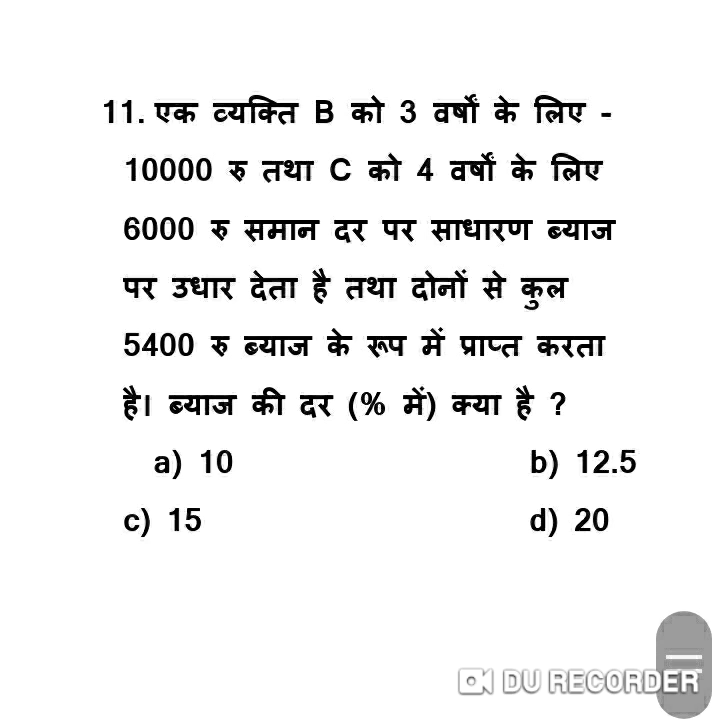 11. एक व्यक्ति B को 3 वर्षों के लिए -
10000 रु तथा C को 4 वर्षों के लिए
6000 रु समान दर पर साधारण ब्याज
पर उधार देता है तथा दोनों से कुल
5400 रु ब्याज के रूप में प्राप्त करता
है। ब्याज की दर (% में) क्या है ?
a) 10 b) 12.5
c) 15 d) 20
DU RECORDER